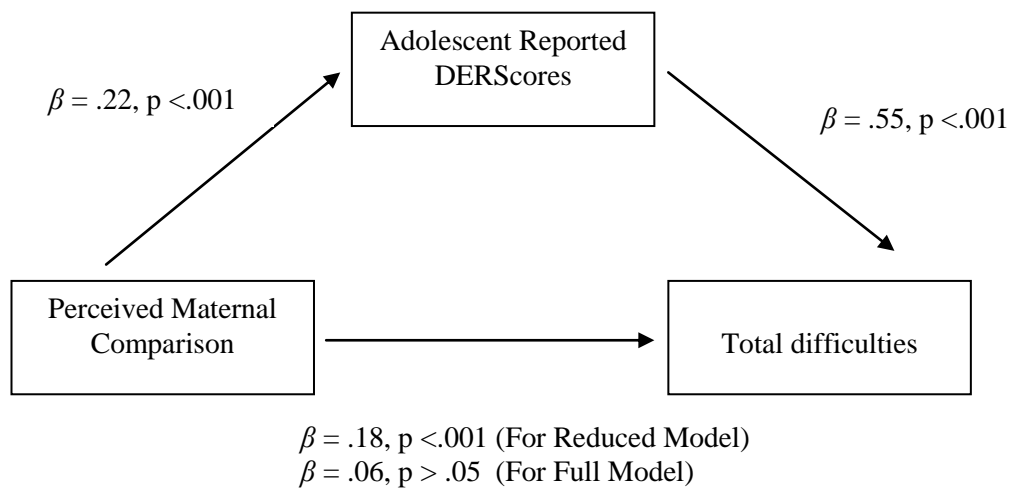 Adolescent Reported
DERScores
β = .22, p <.001
β = .55, p <.001
Perceived Maternal
Comparison
Total difficulties
β = .18, p <.001 (For Reduced Model)
β = .06, p > .05 (For Full Model)